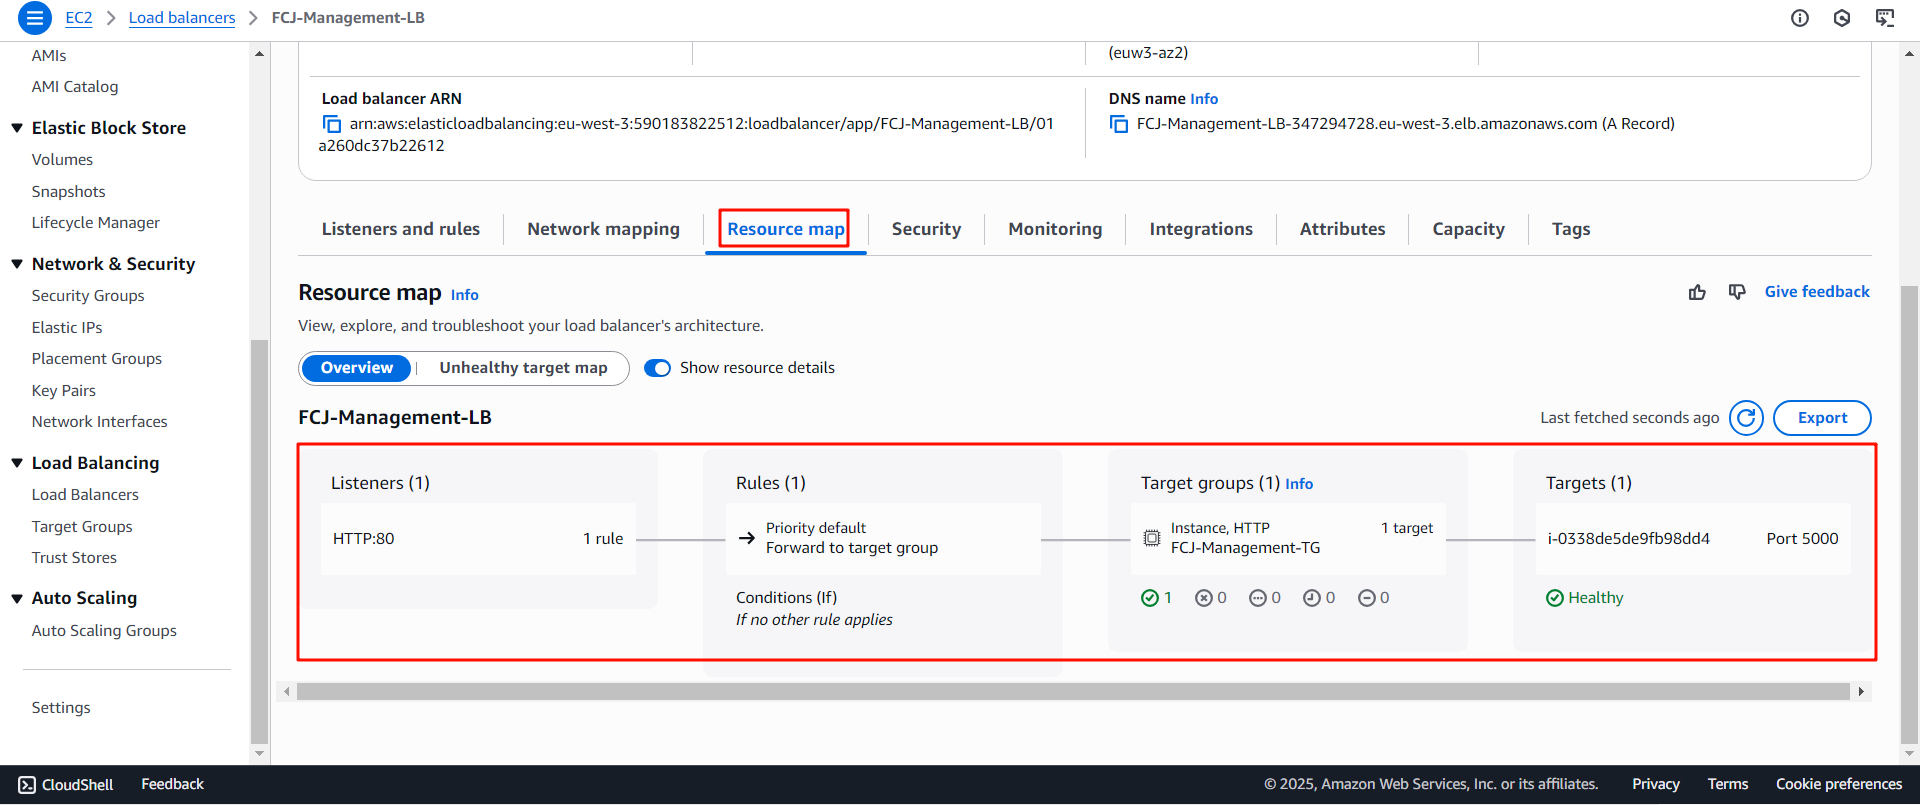 EC2 > Load balancers > FCJ-Management-LB
AMIs
AMI Catalog
Elastic Block Store
Volumes
Snapshots
Lifecycle Manager
Network & Security
Security Groups
Elastic IPs
Placement Groups
Key Pairs
Network Interfaces
Load Balancing
Load Balancers
Target Groups
Trust Stores
Auto Scaling
Auto Scaling Groups
Settings
(euw3-az2)
Load balancer ARN
arn:aws:elasticloadbalancing:eu-west-3:590183822512:loadbalancer/app/FCJ-Management-LB/01
a260dc37b22612
DNS name Info
FCJ-Management-LB-347294728.eu-west-3.elb.amazonaws.com (A Record)
Listeners and rules Network mapping Resource map Security Monitoring Integrations Attributes Capacity Tags
Resource map Info
Give feedback
View, explore, and troubleshoot your load balancer's architecture.
Overview Unhealthy target map Show resource details
FCJ-Management-LB
Last fetched seconds ago Export
Listeners (1)
HTTP:80 1 rule
Rules (1)
Priority default
Forward to target group
Conditions (If)
If no other rule applies
Target groups (1) Info
Instance, HTTP 1 target
FCJ-Management-TG
1 0 0 0 0
Targets (1)
i-0338de5de9fb98dd4 Port 5000
Healthy
CloudShell Feedback © 2025, Amazon Web Services, Inc. or its affiliates. Privacy Terms Cookie preferences